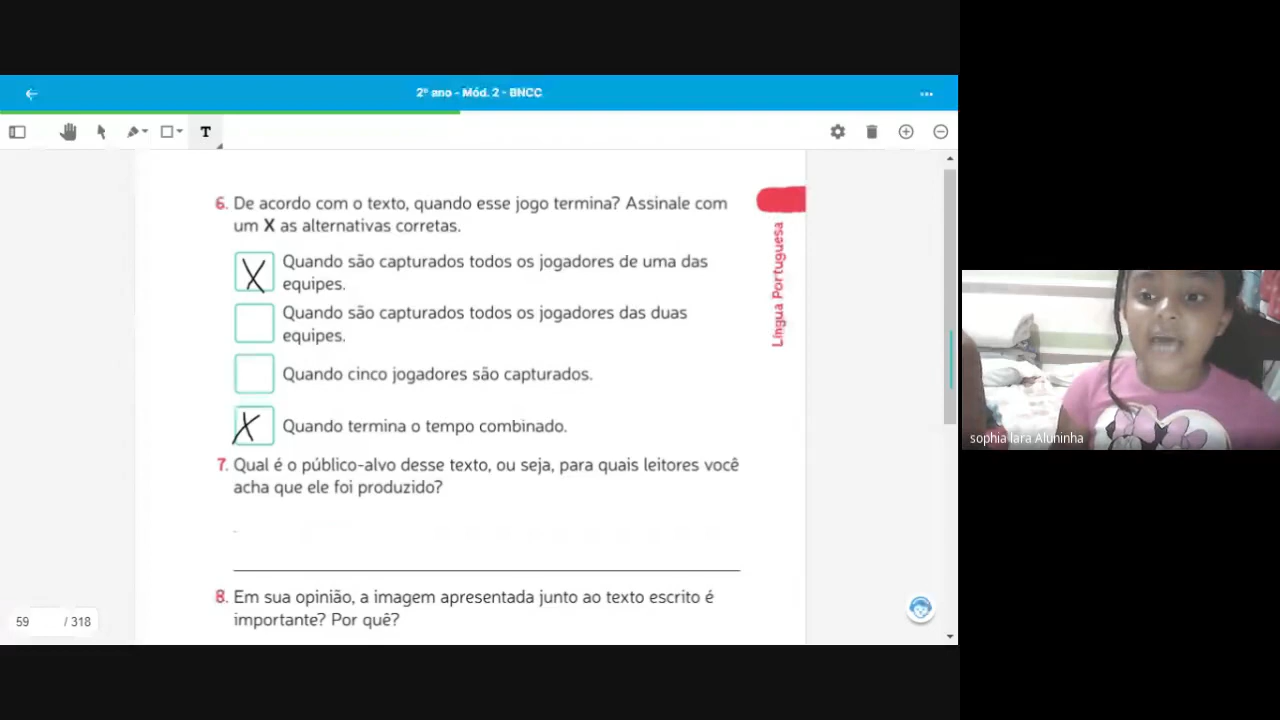 2º ano - Mód. 2 - BNCC
T
6. De acordo com o texto, quando esse jogo termina? Assinale com
um X as alternativas corretas.
X Quando são capturados todos os jogadores de uma das
equipes.
Quando são capturados todos os jogadores das duas
equipes.
Quando cinco jogadores são capturados.
X Quando termina o tempo combinado.
7. Qual é o público-alvo desse texto, ou seja, para quais leitores você
acha que ele foi produzido?
8. Em sua opinião, a imagem apresentada junto ao texto escrito é
importante? Por quê?
Língua Portuguesa
59 / 318
sophia lara Aluninha